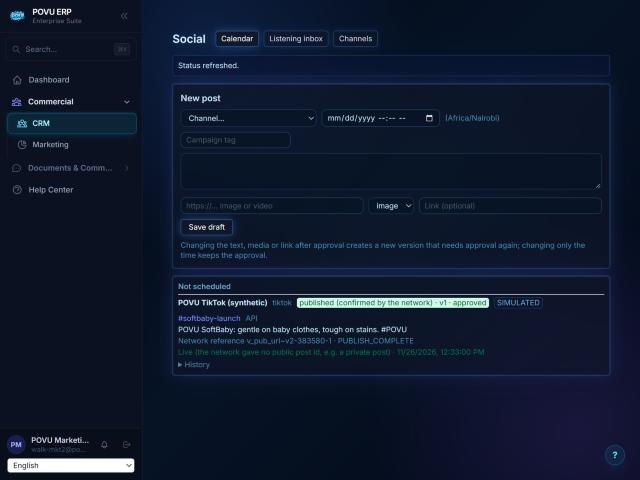 POVU ERP
Enterprise Suite
Search...
⌘K
Dashboard
Commercial
CRM
Marketing
Documents & Comm...
Help Center
PM
POVU Marketi...
walk-mkt2@po...
English
Social
Calendar
Listening inbox
Channels
Status refreshed.
New post
Channel...
mm/dd/yyyy --:-- --
(Africa/Nairobi)
Campaign tag
https://... image or video
image
Link (optional)
Save draft
Changing the text, media or link after approval creates a new version that needs approval again; changing only the
time keeps the approval.
Not scheduled
POVU TikTok (synthetic) tiktok published (confirmed by the network) · v1 · approved SIMULATED
#softbaby-launch API
POVU SoftBaby: gentle on baby clothes, tough on stains. #POVU
Network reference v_pub_url~v2-383580-1 · PUBLISH_COMPLETE
Live (the network gave no public post id, e.g. a private post) · 11/26/2026, 12:33:00 PM
History
?